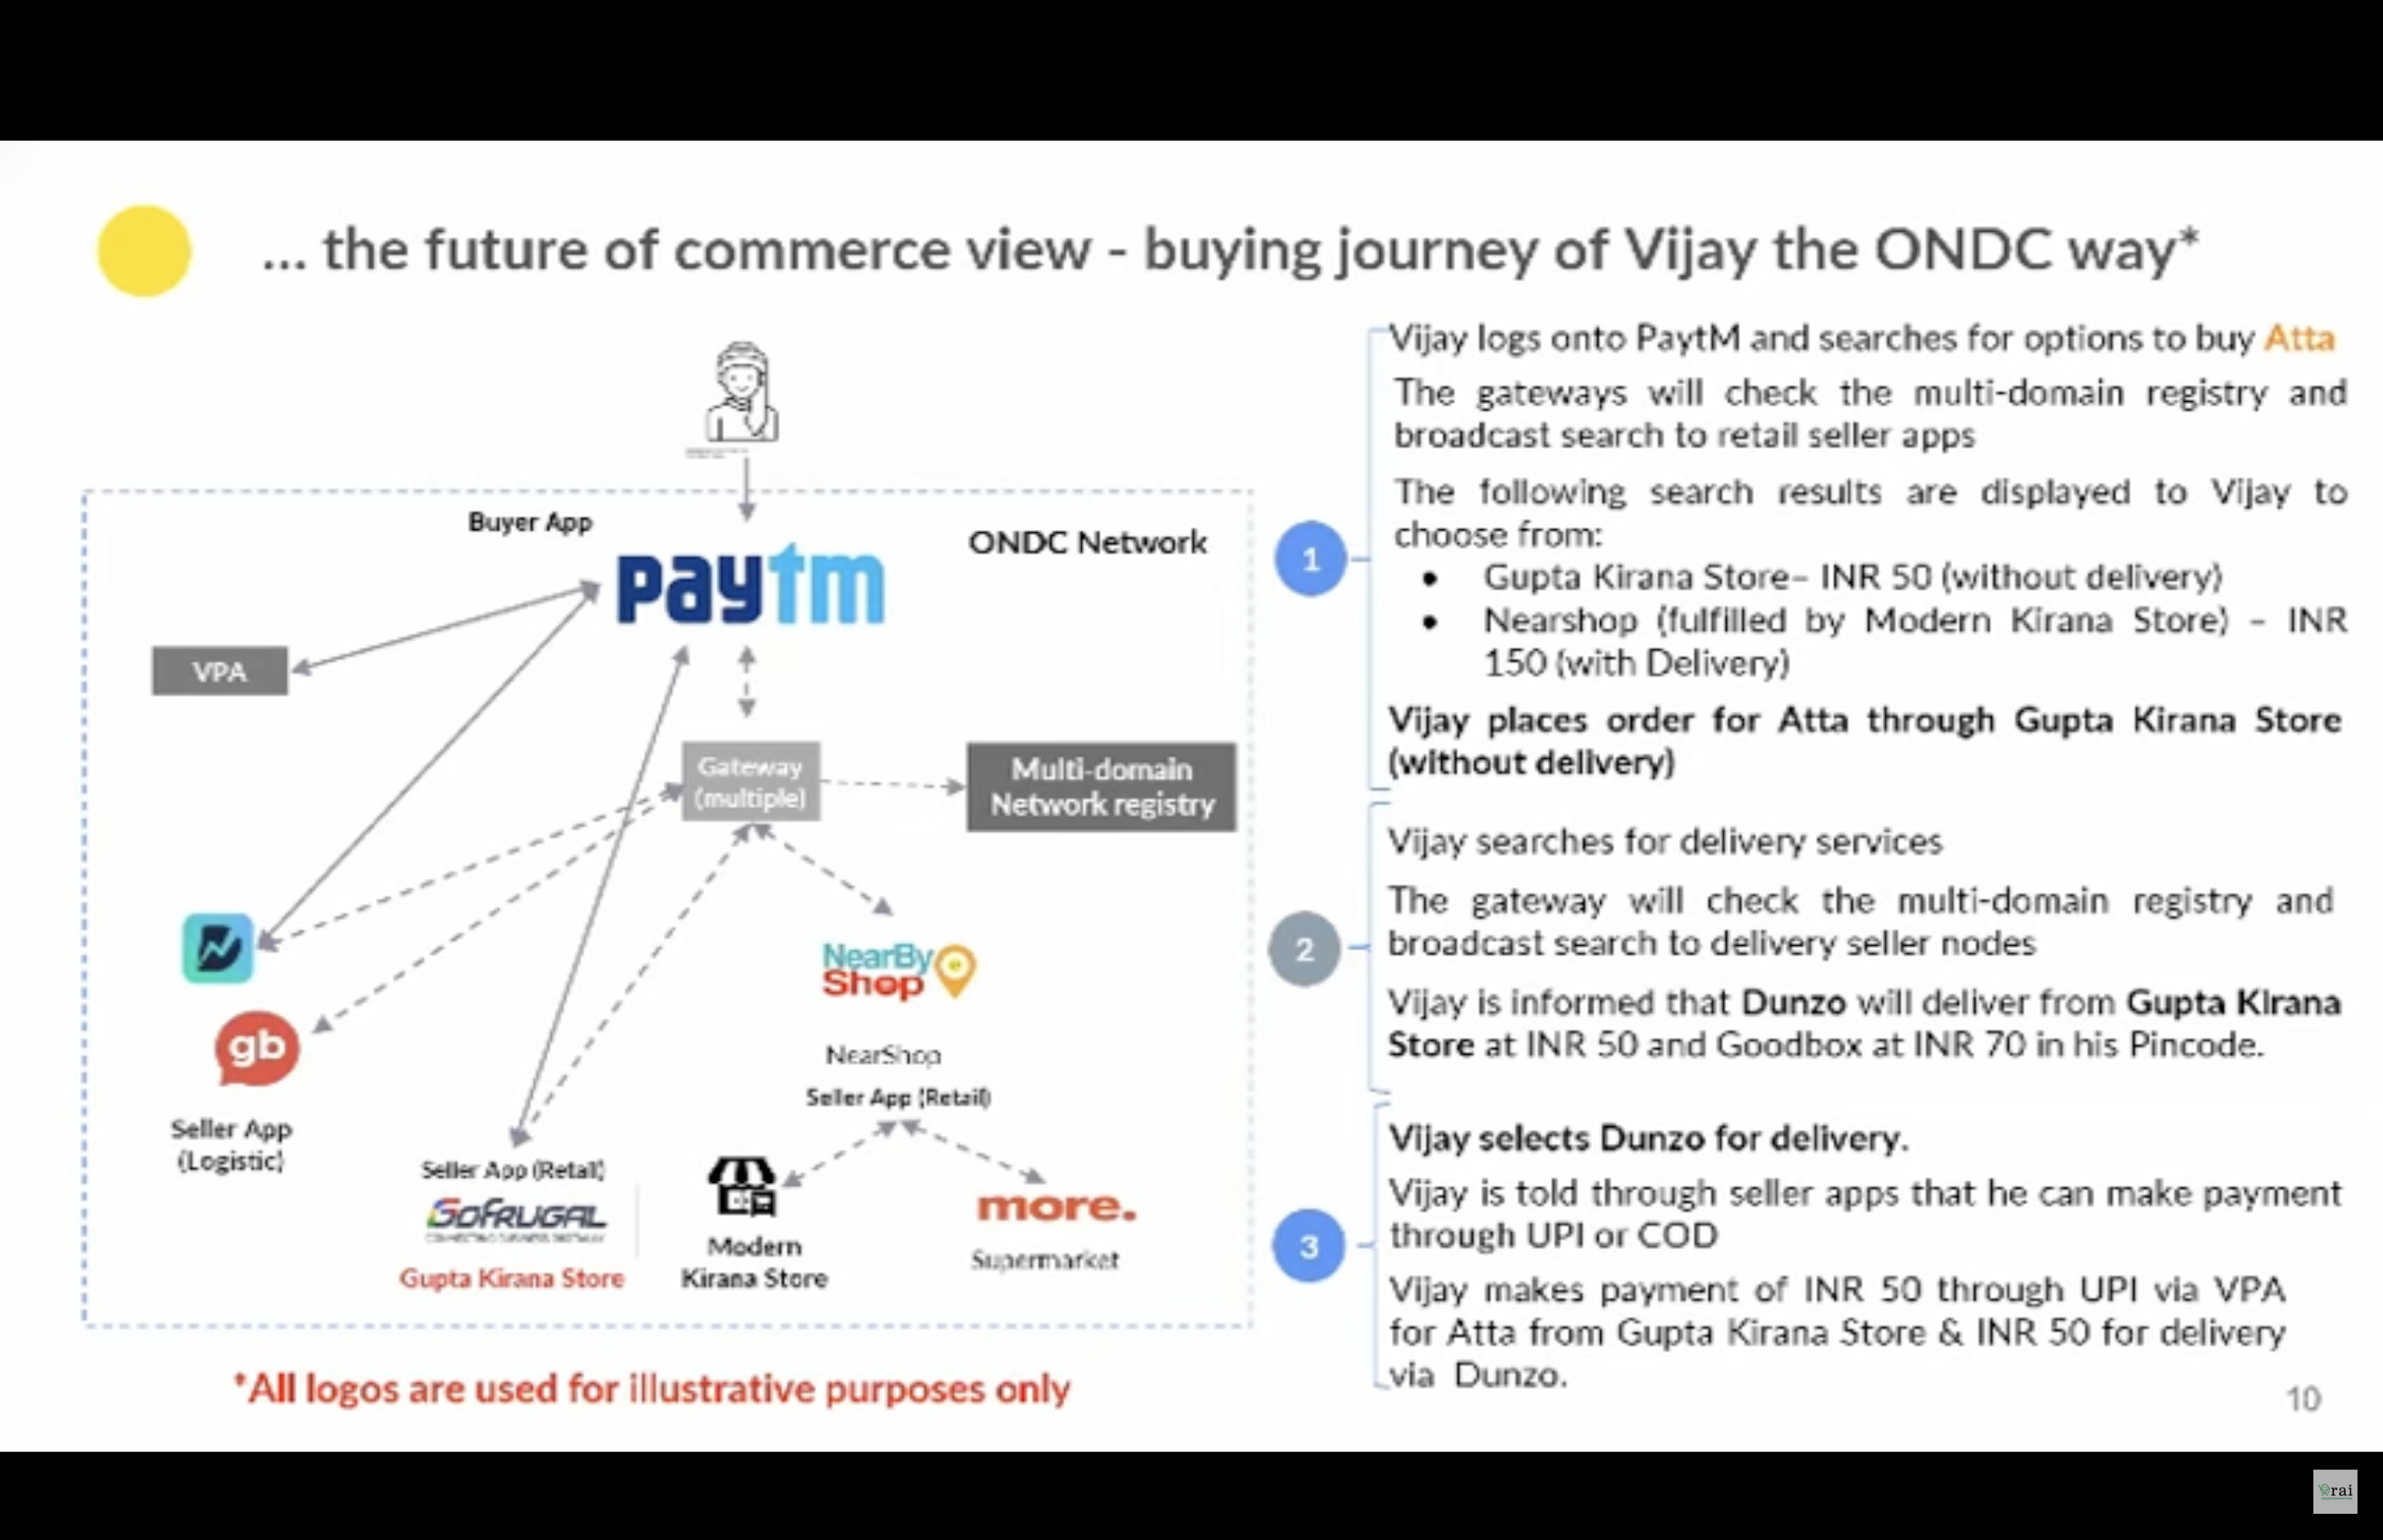 ... the future of commerce view - buying journey of Vijay the ONDC way*
Buyer App
paytm
ONDC Network
VPA
Gateway
(multiple)
Multi-domain
Network registry
gb
Seller App
(Logistic)
NearBy
Shop
NearShop
Seller App (Retail)
Seller App (Retail)
GOFRUGAL
Gupta Kirana Store
Modern
Kirana Store
more.
Supermarket
*All logos are used for illustrative purposes only
1
Vijay logs onto PaytM and searches for options to buy Atta
The gateways will check the multi-domain registry and
broadcast search to retail seller apps
The following search results are displayed to Vijay to
choose from:
• Gupta Kirana Store– INR 50 (without delivery)
• Nearshop (fulfilled by Modern Kirana Store) – INR
150 (with Delivery)
Vijay places order for Atta through Gupta Kirana Store
(without delivery)
2
Vijay searches for delivery services
The gateway will check the multi-domain registry and
broadcast search to delivery seller nodes
Vijay is informed that Dunzo will deliver from Gupta Kirana
Store at INR 50 and Goodbox at INR 70 in his Pincode.
3
Vijay selects Dunzo for delivery.
Vijay is told through seller apps that he can make payment
through UPI or COD
Vijay makes payment of INR 50 through UPI via VPA
for Atta from Gupta Kirana Store & INR 50 for delivery
via Dunzo.
10
rai